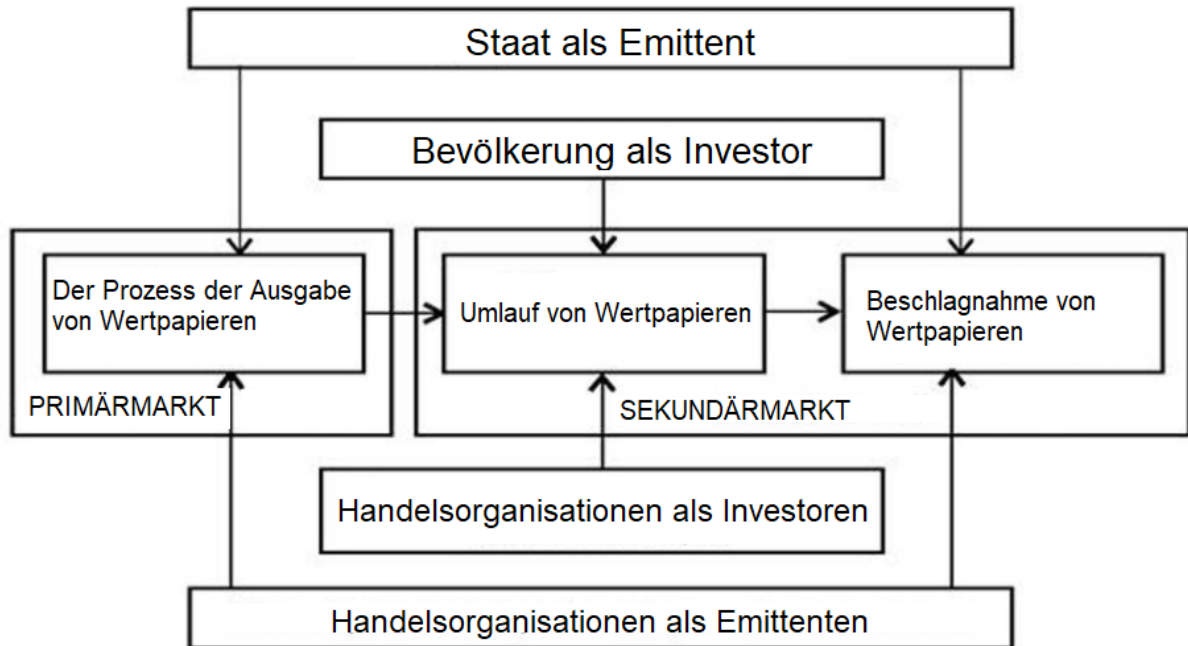 Staat als Emittent
Bevölkerung als Investor
Der Prozess der Ausgabe
von Wertpapieren
Umlauf von Wertpapieren
Beschlagnahme von
Wertpapieren
PRIMÄRMARKT
SEKUNDÄRMARKT
Handelsorganisationen als Investoren
Handelsorganisationen als Emittenten